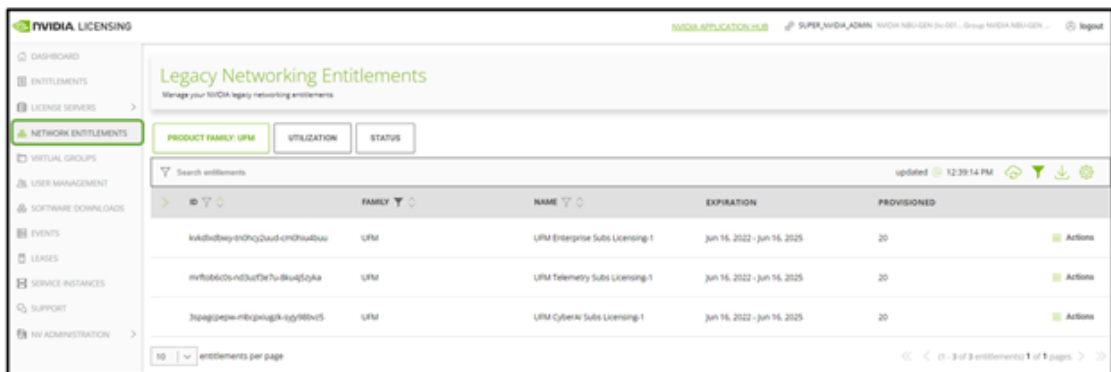 NVIDIA. LICENSING
NVIDIA APPLICATION HUB
SUPER_NVIDIA_ADMIN
logout
DASHBOARD
ENTITLEMENTS
LICENSE SERVERS
NETWORK ENTITLEMENTS
VIRTUAL GROUPS
USER MANAGEMENT
SOFTWARE DOWNLOADS
EVENTS
LEASES
SERVICE INSTANCES
SUPPORT
NV ADMINISTRATION
Legacy Networking Entitlements
Manage your NVIDIA legacy networking entitlements
PRODUCT FAMILY: UFM UTILIZATION STATUS
Search entitlements updated 12:39:14 PM
ID FAMILY NAME EXPIRATION PROVISIONED
UFM UFM Enterprise Subs Licensing-1 Jun 16, 2022 - Jun 16, 2025 20 Actions
UFM UFM Telemetry Subs Licensing-1 Jun 16, 2022 - Jun 16, 2025 20 Actions
UFM UFM CyberAI Subs Licensing-1 Jun 16, 2022 - Jun 16, 2025 20 Actions
10 entitlements per page
(1 - 3 of 3 entitlements) 1 of 1 pages